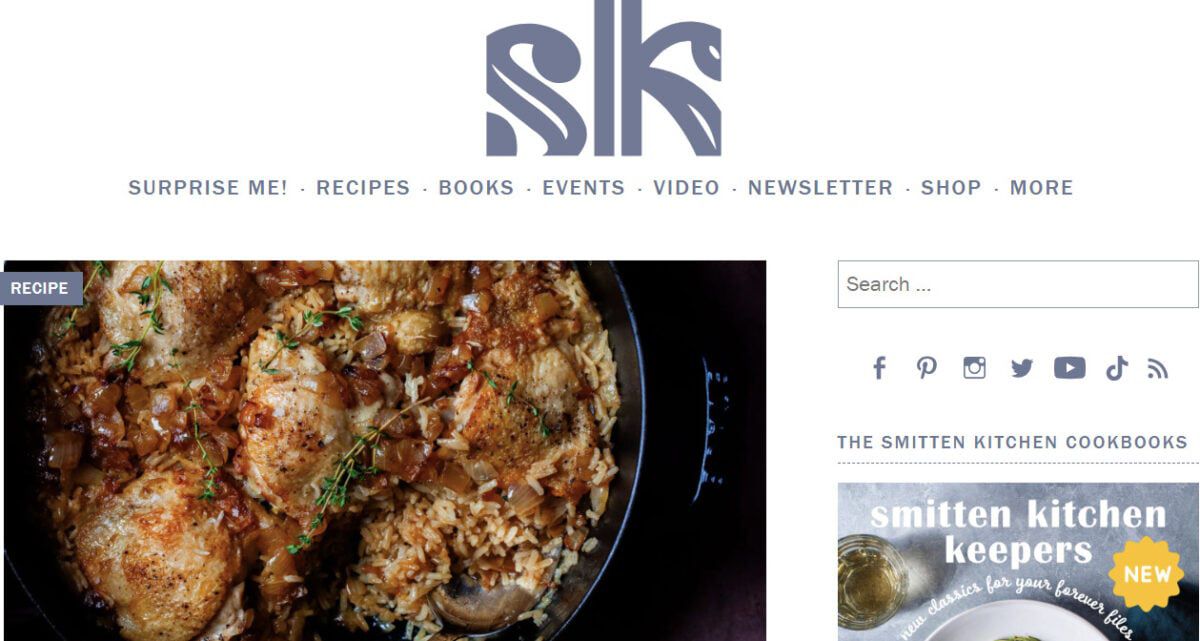 sk
SURPRISE ME! · RECIPES · BOOKS · EVENTS · VIDEO · NEWSLETTER · SHOP · MORE
RECIPE
Search ...
THE SMITTEN KITCHEN COOKBOOKS
smitten kitchen
keepers
NEW
new classics for your forever files